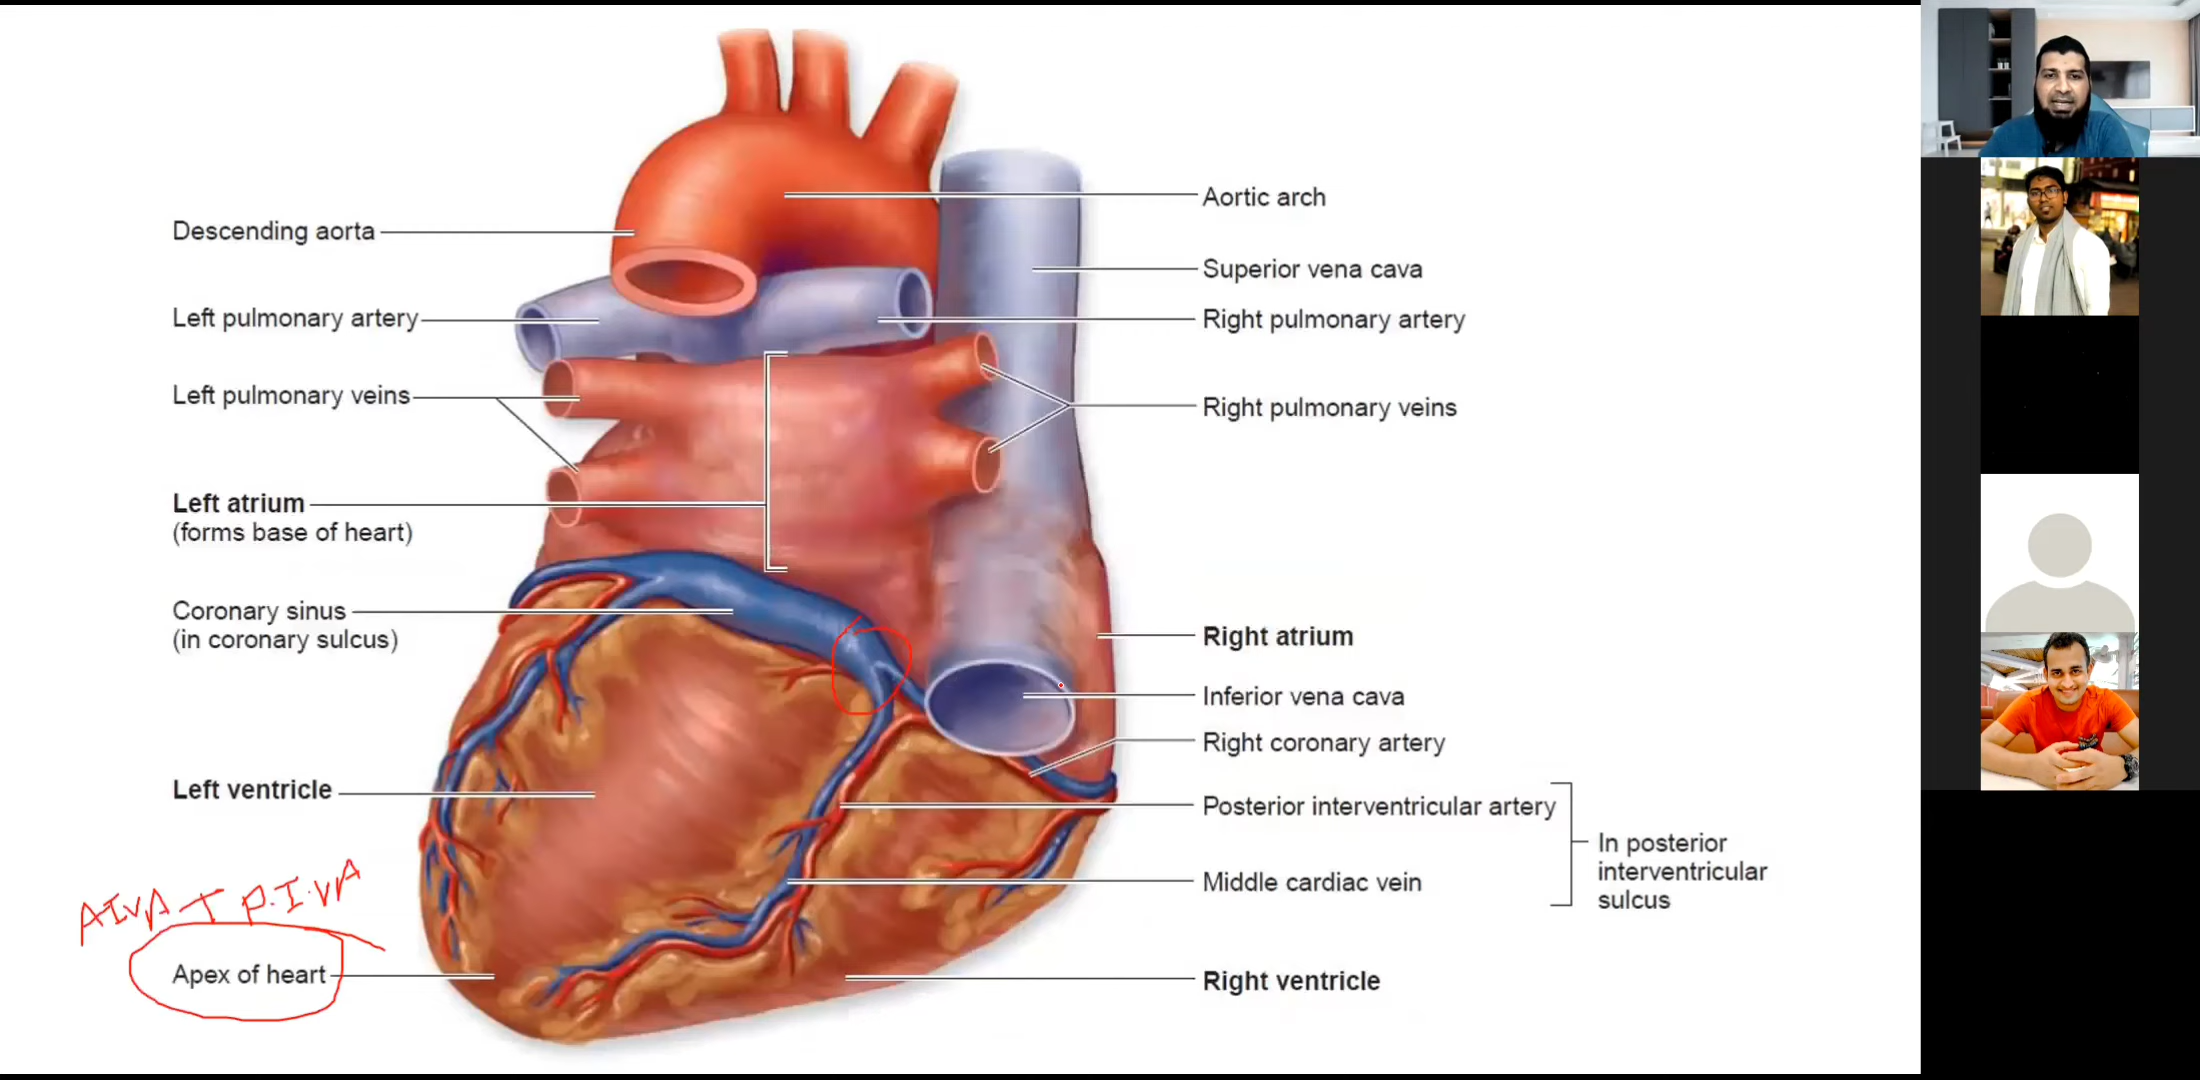 Descending aorta
Left pulmonary artery
Left pulmonary veins
Left atrium
(forms base of heart)
Coronary sinus
(in coronary sulcus)
Left ventricle
AIVA T P.I.VA
Apex of heart
Aortic arch
Superior vena cava
Right pulmonary artery
Right pulmonary veins
Right atrium
Inferior vena cava
Right coronary artery
Posterior interventricular artery
Middle cardiac vein
In posterior
interventricular
sulcus
Right ventricle